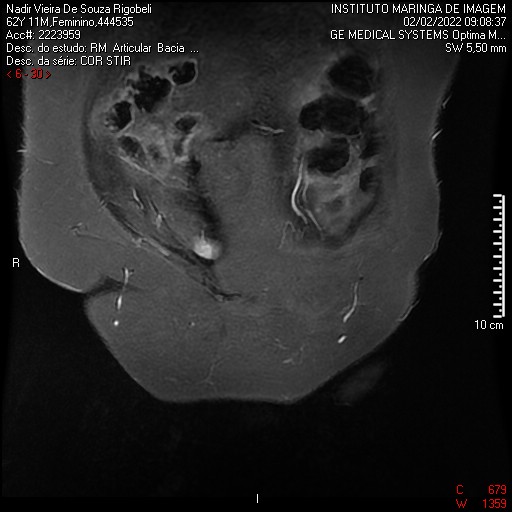 Nadir Vieira De Souza Rigobeli
62Y 11M,Feminino,444535
Acc#: 2223959
Desc. do estudo: RM Articular Bacia ...
Desc. da série: COR STIR
< 6 - 30 >
INSTITUTO MARINGA DE IMAGEM
02/02/2022 09:08:37
GE MEDICAL SYSTEMS Optima M...
SW 5,50 mm
R
10 cm
I
C 679
W 1359